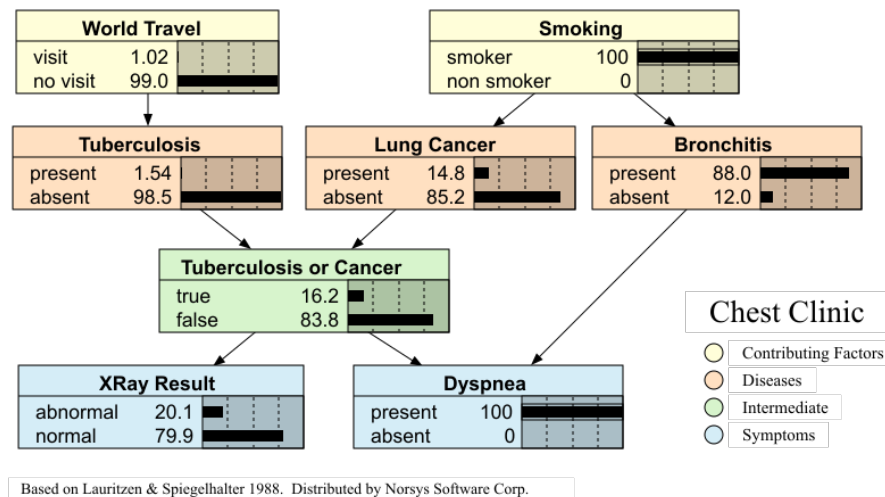 World Travel
visit 1.02
no visit 99.0
Smoking
smoker 100
non smoker 0
Tuberculosis
present 1.54
absent 98.5
Lung Cancer
present 14.8
absent 85.2
Bronchitis
present 88.0
absent 12.0
Tuberculosis or Cancer
true 16.2
false 83.8
XRay Result
abnormal 20.1
normal 79.9
Dyspnea
present 100
absent 0
Chest Clinic
Contributing Factors
Diseases
Intermediate
Symptoms
Based on Lauritzen & Spiegelhalter 1988. Distributed by Norsys Software Corp.